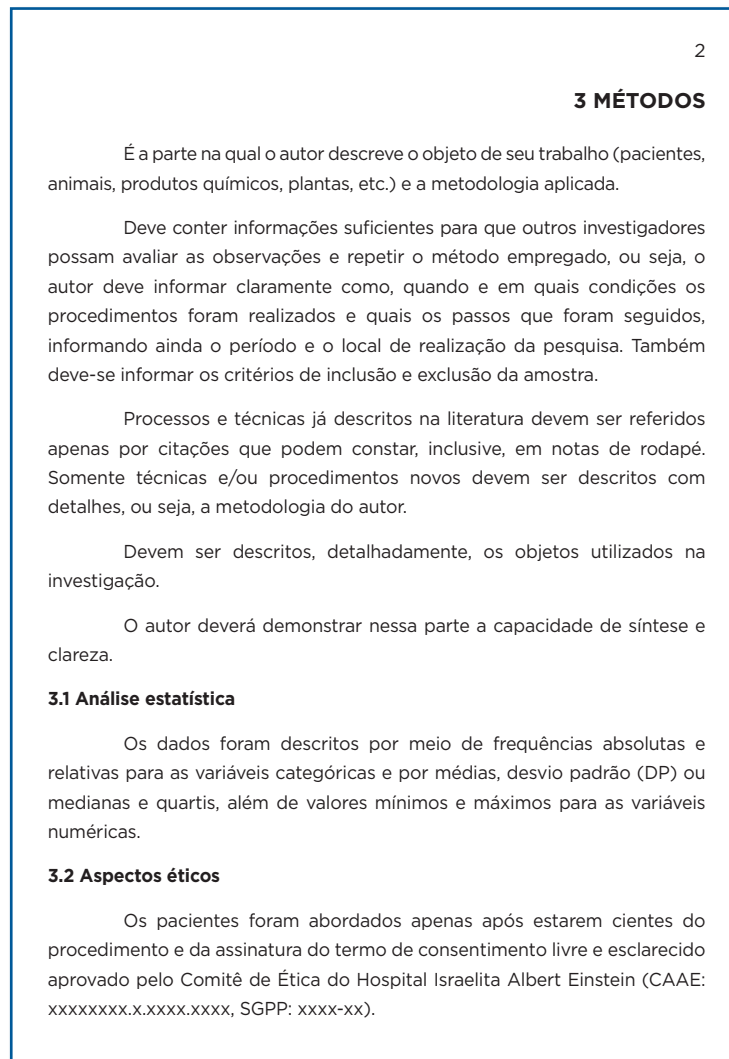 2
3 MÉTODOS
É a parte na qual o autor descreve o objeto de seu trabalho (pacientes,
animais, produtos químicos, plantas, etc.) e a metodologia aplicada.
Deve conter informações suficientes para que outros investigadores
possam avaliar as observações e repetir o método empregado, ou seja, o
autor deve informar claramente como, quando e em quais condições os
procedimentos foram realizados e quais os passos que foram seguidos,
informando ainda o período e o local de realização da pesquisa. Também
deve-se informar os critérios de inclusão e exclusão da amostra.
Processos e técnicas já descritos na literatura devem ser referidos
apenas por citações que podem constar, inclusive, em notas de rodapé.
Somente técnicas e/ou procedimentos novos devem ser descritos com
detalhes, ou seja, a metodologia do autor.
Devem ser descritos, detalhadamente, os objetos utilizados na
investigação.
O autor deverá demonstrar nessa parte a capacidade de síntese e
clareza.
3.1 Análise estatística
Os dados foram descritos por meio de frequências absolutas e
relativas para as variáveis categóricas e por médias, desvio padrão (DP) ou
medianas e quartis, além de valores mínimos e máximos para as variáveis
numéricas.
3.2 Aspectos éticos
Os pacientes foram abordados apenas após estarem cientes do
procedimento e da assinatura do termo de consentimento livre e esclarecido
aprovado pelo Comitê de Ética do Hospital Israelita Albert Einstein (CAAE:
xxxxxxxx.x.xxxx.xxxx, SGPP: xxxx-xx).